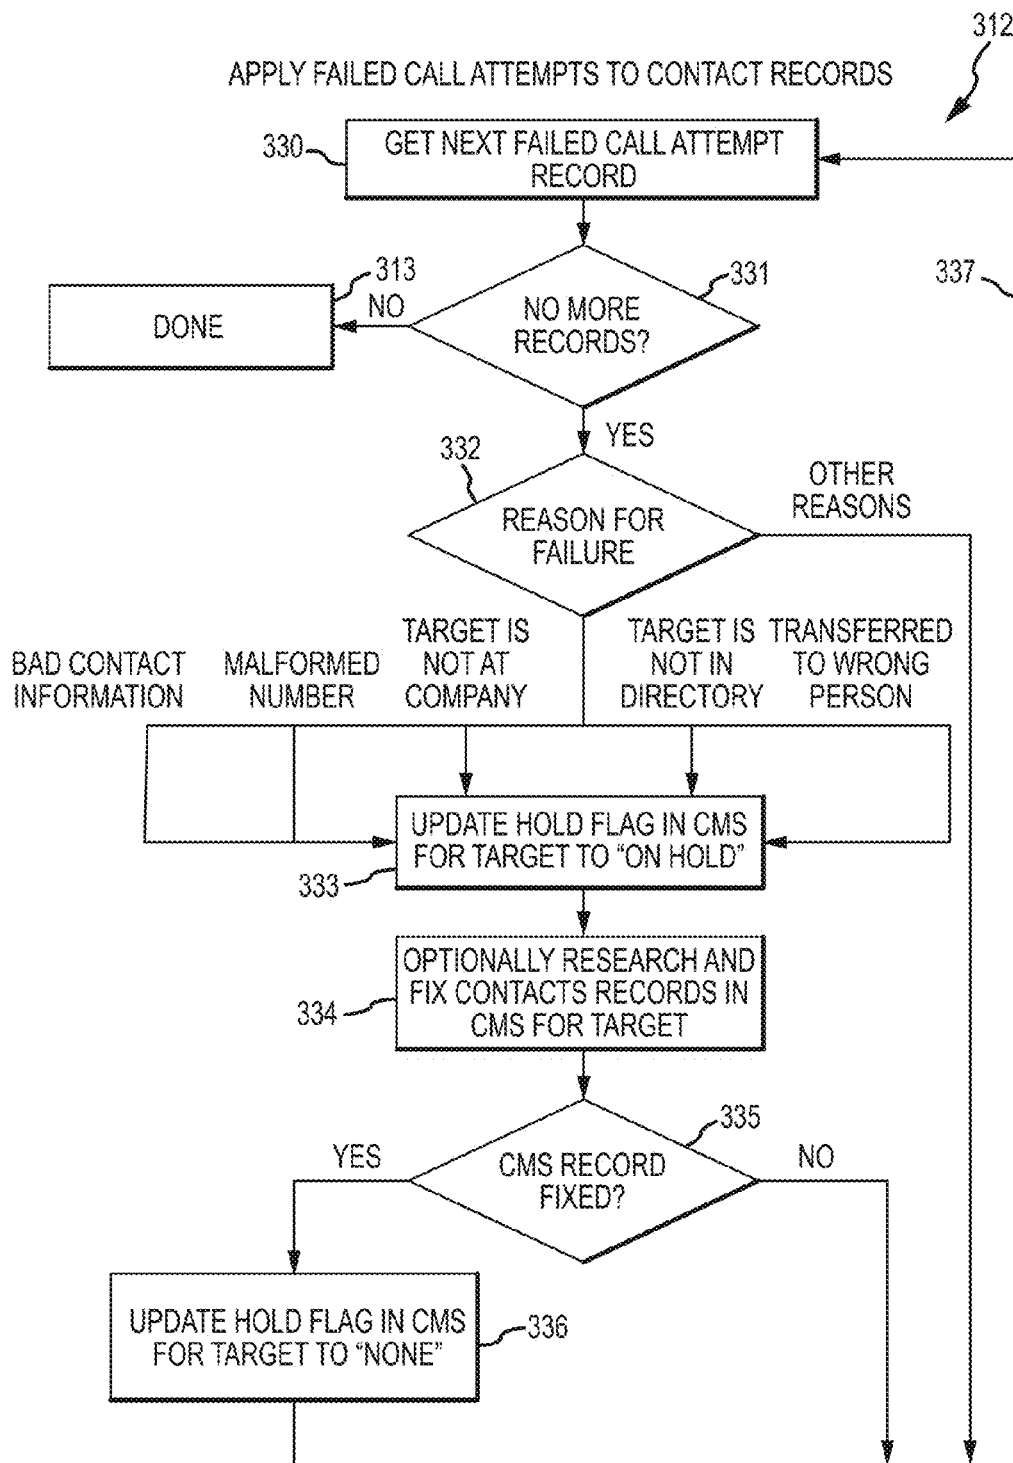 312
APPLY FAILED CALL ATTEMPTS TO CONTACT RECORDS
330
GET NEXT FAILED CALL ATTEMPT
RECORD
313
331
337
NO
DONE
NO MORE
RECORDS?
YES
332
OTHER
REASONS
REASON FOR
FAILURE
BAD CONTACT
INFORMATION
MALFORMED
NUMBER
TARGET IS
NOT AT
COMPANY
TARGET IS
NOT IN
DIRECTORY
TRANSFERRED
TO WRONG
PERSON
UPDATE HOLD FLAG IN CMS
FOR TARGET TO “ON HOLD”
333
OPTIONALLY RESEARCH AND
FIX CONTACTS RECORDS IN
CMS FOR TARGET
334
335
YES
CMS RECORD
FIXED?
NO
UPDATE HOLD FLAG IN CMS
FOR TARGET TO “NONE”
336